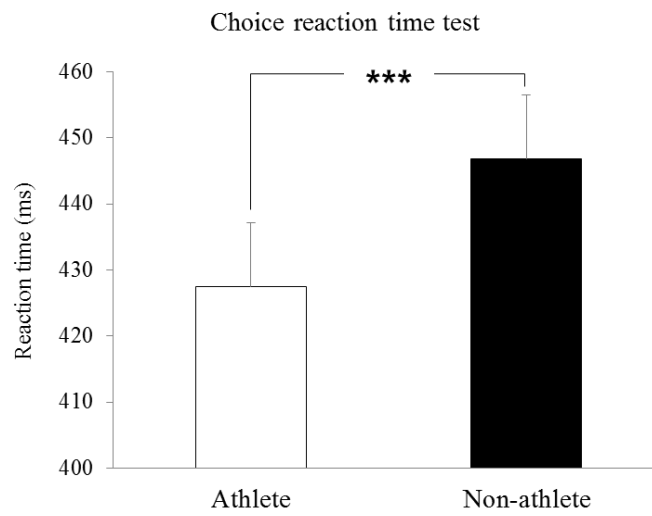 Choice reaction time test
460
***
450
440
430
420
410
400
Reaction time (ms)
Athlete
Non-athlete